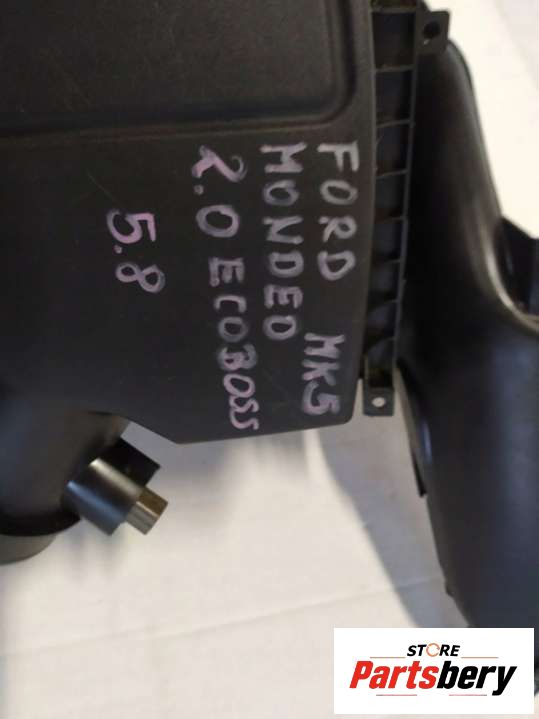 FORD MK5
MONDEO
2.0 ECOBOSS
5.8
STORE
Partsbery